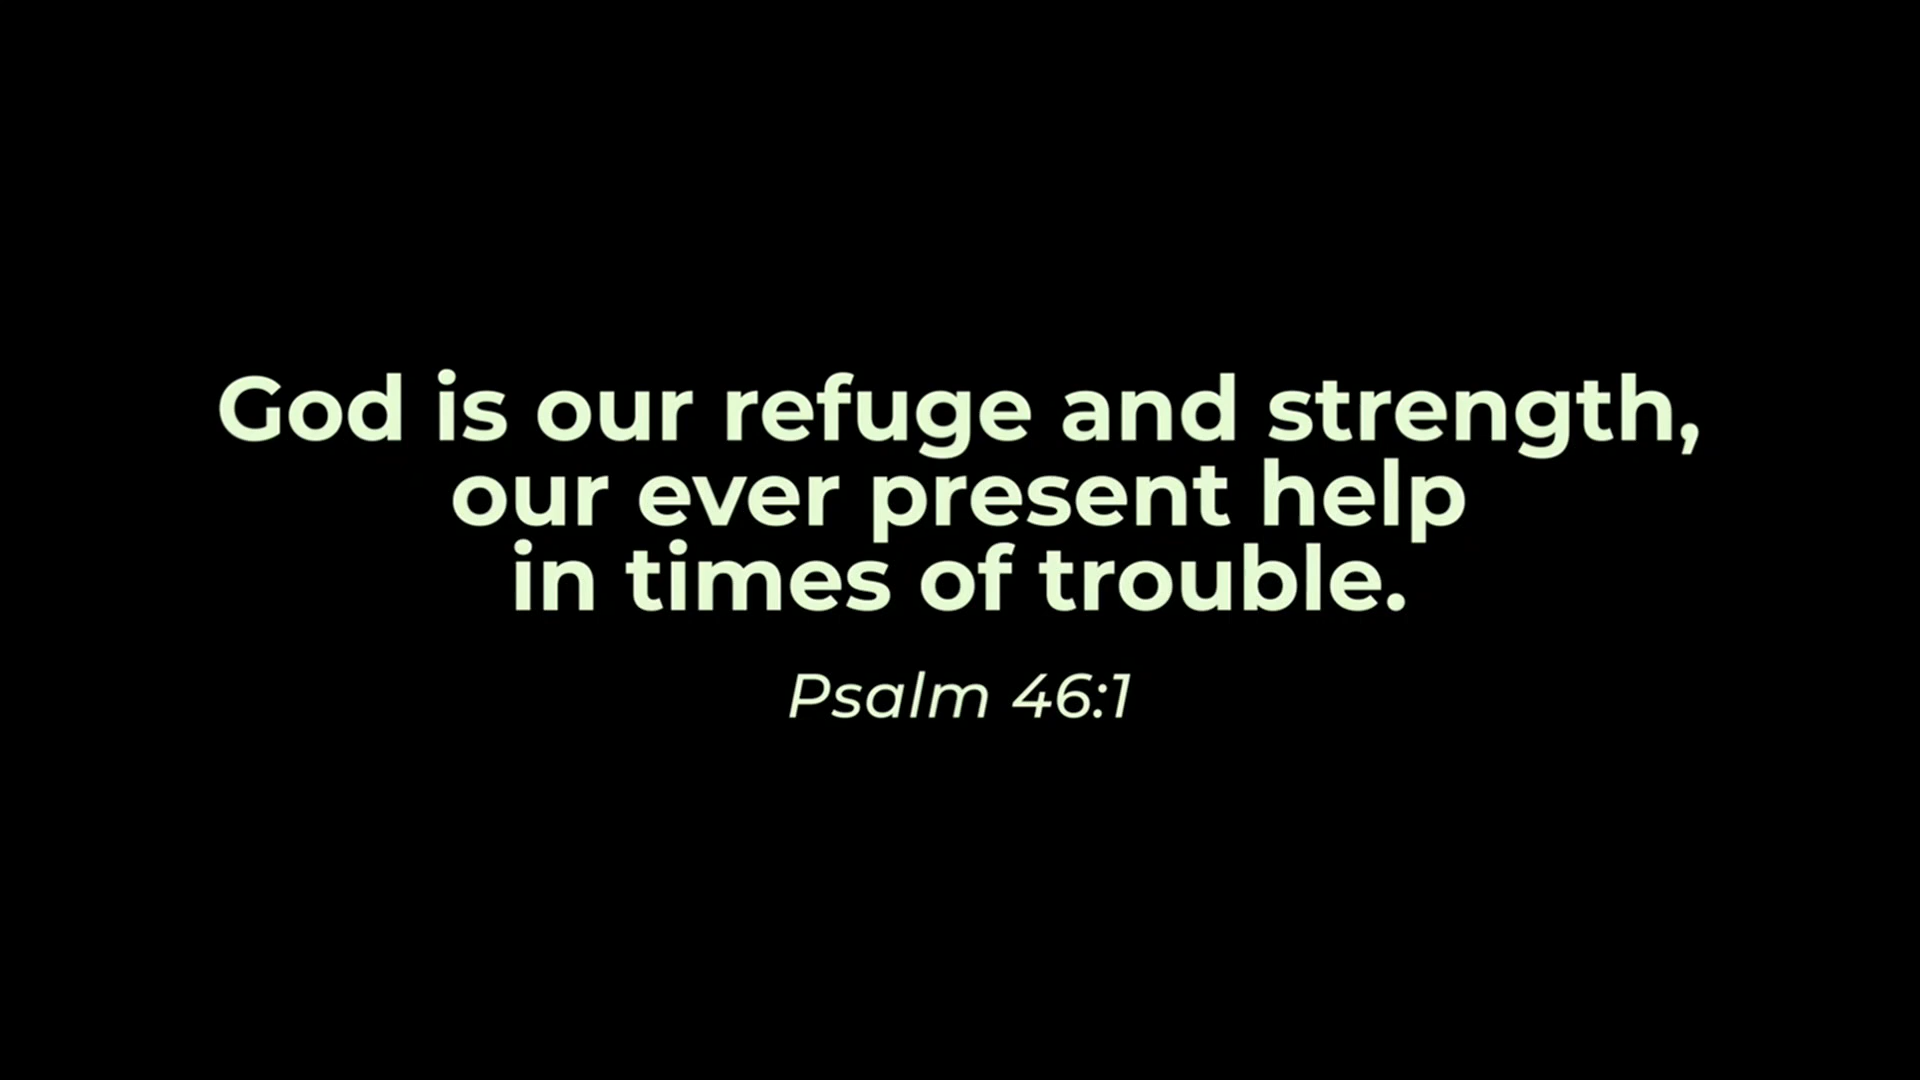 God is our refuge and strength,
our ever present help
in times of trouble.
Psalm 46:1